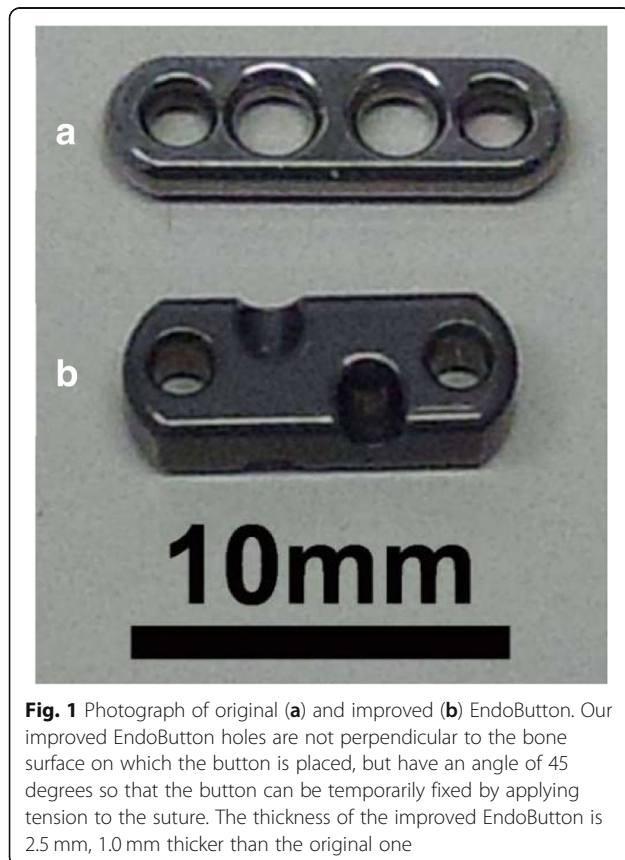 a
b
10mm
Fig. 1 Photograph of original (a) and improved (b) EndoButton. Our
improved EndoButton holes are not perpendicular to the bone
surface on which the button is placed, but have an angle of 45
degrees so that the button can be temporarily fixed by applying
tension to the suture. The thickness of the improved EndoButton is
2.5 mm, 1.0 mm thicker than the original one